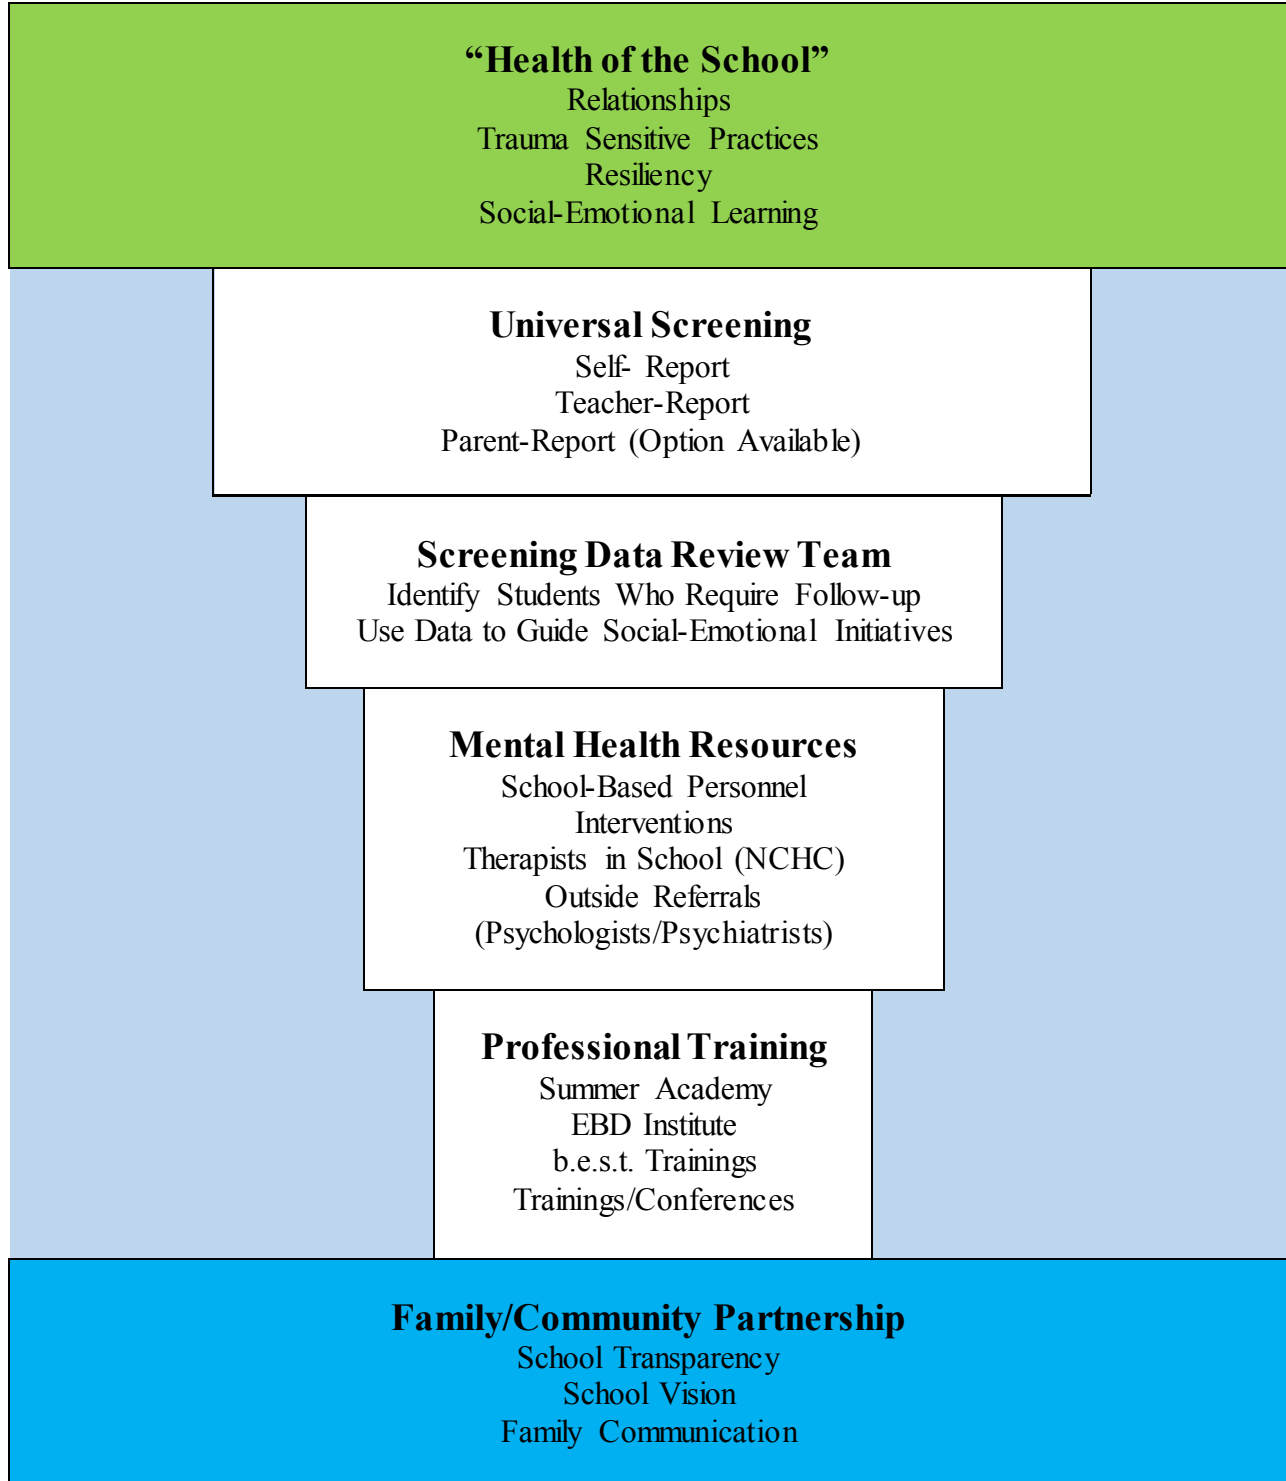 “Health of the School”
Relationships
Trauma Sensitive Practices
Resiliency
Social-Emotional Learning
Universal Screening
Self- Report
Teacher-Report
Parent-Report (Option Available)
Screening Data Review Team
Identify Students Who Require Follow-up
Use Data to Guide Social-Emotional Initiatives
Mental Health Resources
School-Based Personnel
Interventions
Therapists in School (NCHC)
Outside Referrals
(Psychologists/Psychiatrists)
Professional Training
Summer Academy
EBD Institute
b.e.s.t. Trainings
Trainings/Conferences
Family/Community Partnership
School Transparency
School Vision
Family Communication